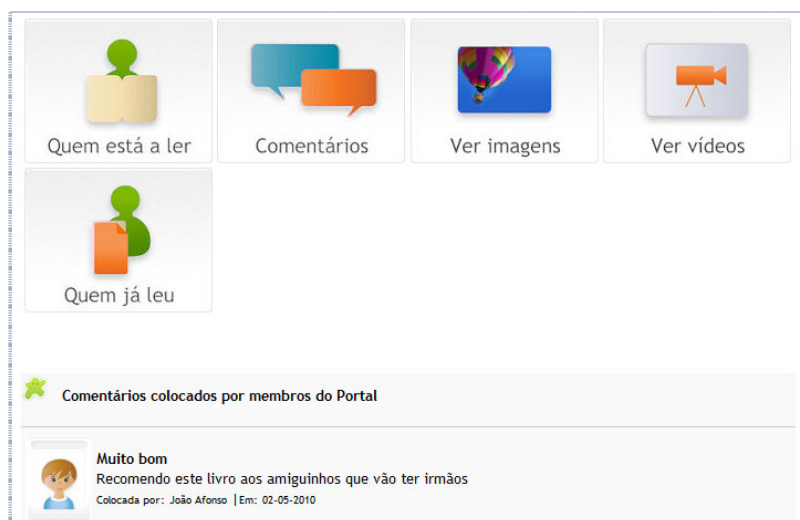 Quem está a ler
Comentários
Ver imagens
Ver vídeos
Quem já leu
Comentários colocados por membros do Portal
Muito bom
Recomendo este livro aos amiguinhos que vão ter irmãos
Colocada por: João Afonso | Em: 02-05-2010